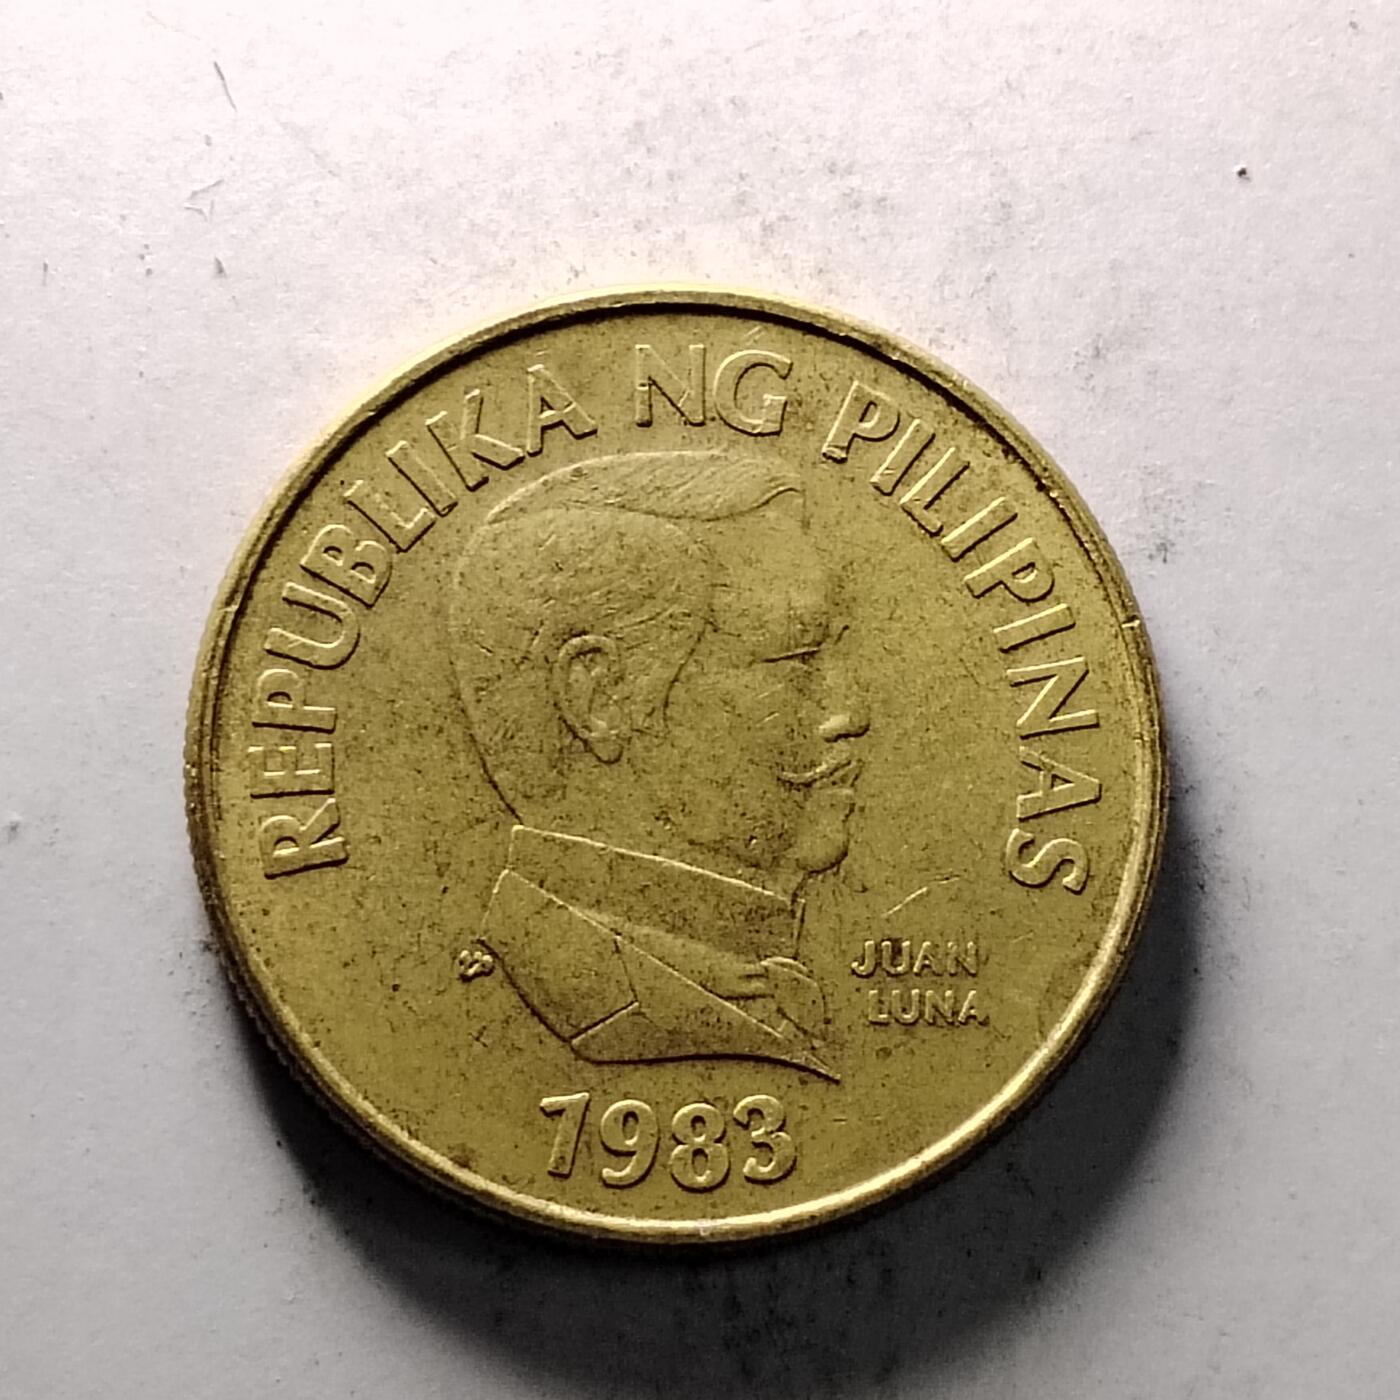 REPUBLIKA NG PILIPINAS
JUAN
LUNA
1983